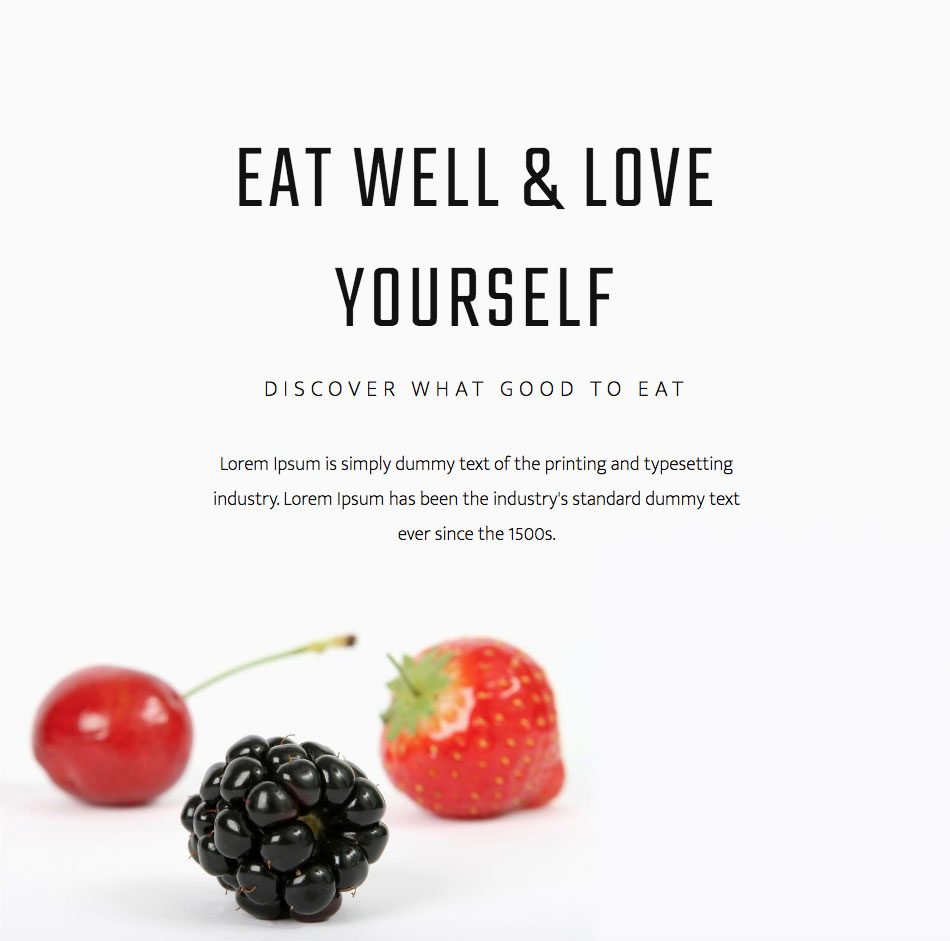 EAT WELL & LOVE
YOURSELF
DISCOVER WHAT GOOD TO EAT
Lorem Ipsum is simply dummy text of the printing and typesetting
industry. Lorem Ipsum has been the industry's standard dummy text
ever since the 1500s.